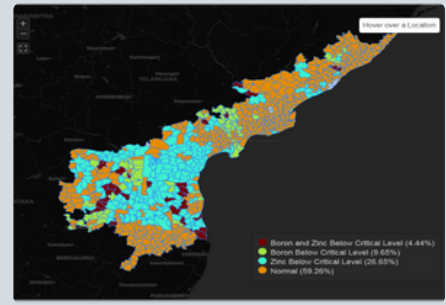 Hover over a Location
TELANGANA
BENGALURU
Boron and Zinc Below Critical Level (4.44%)
Boron Below Critical Level (9.65%)
Zinc Below Critical Level (26.65%)
Normal (59.26%)